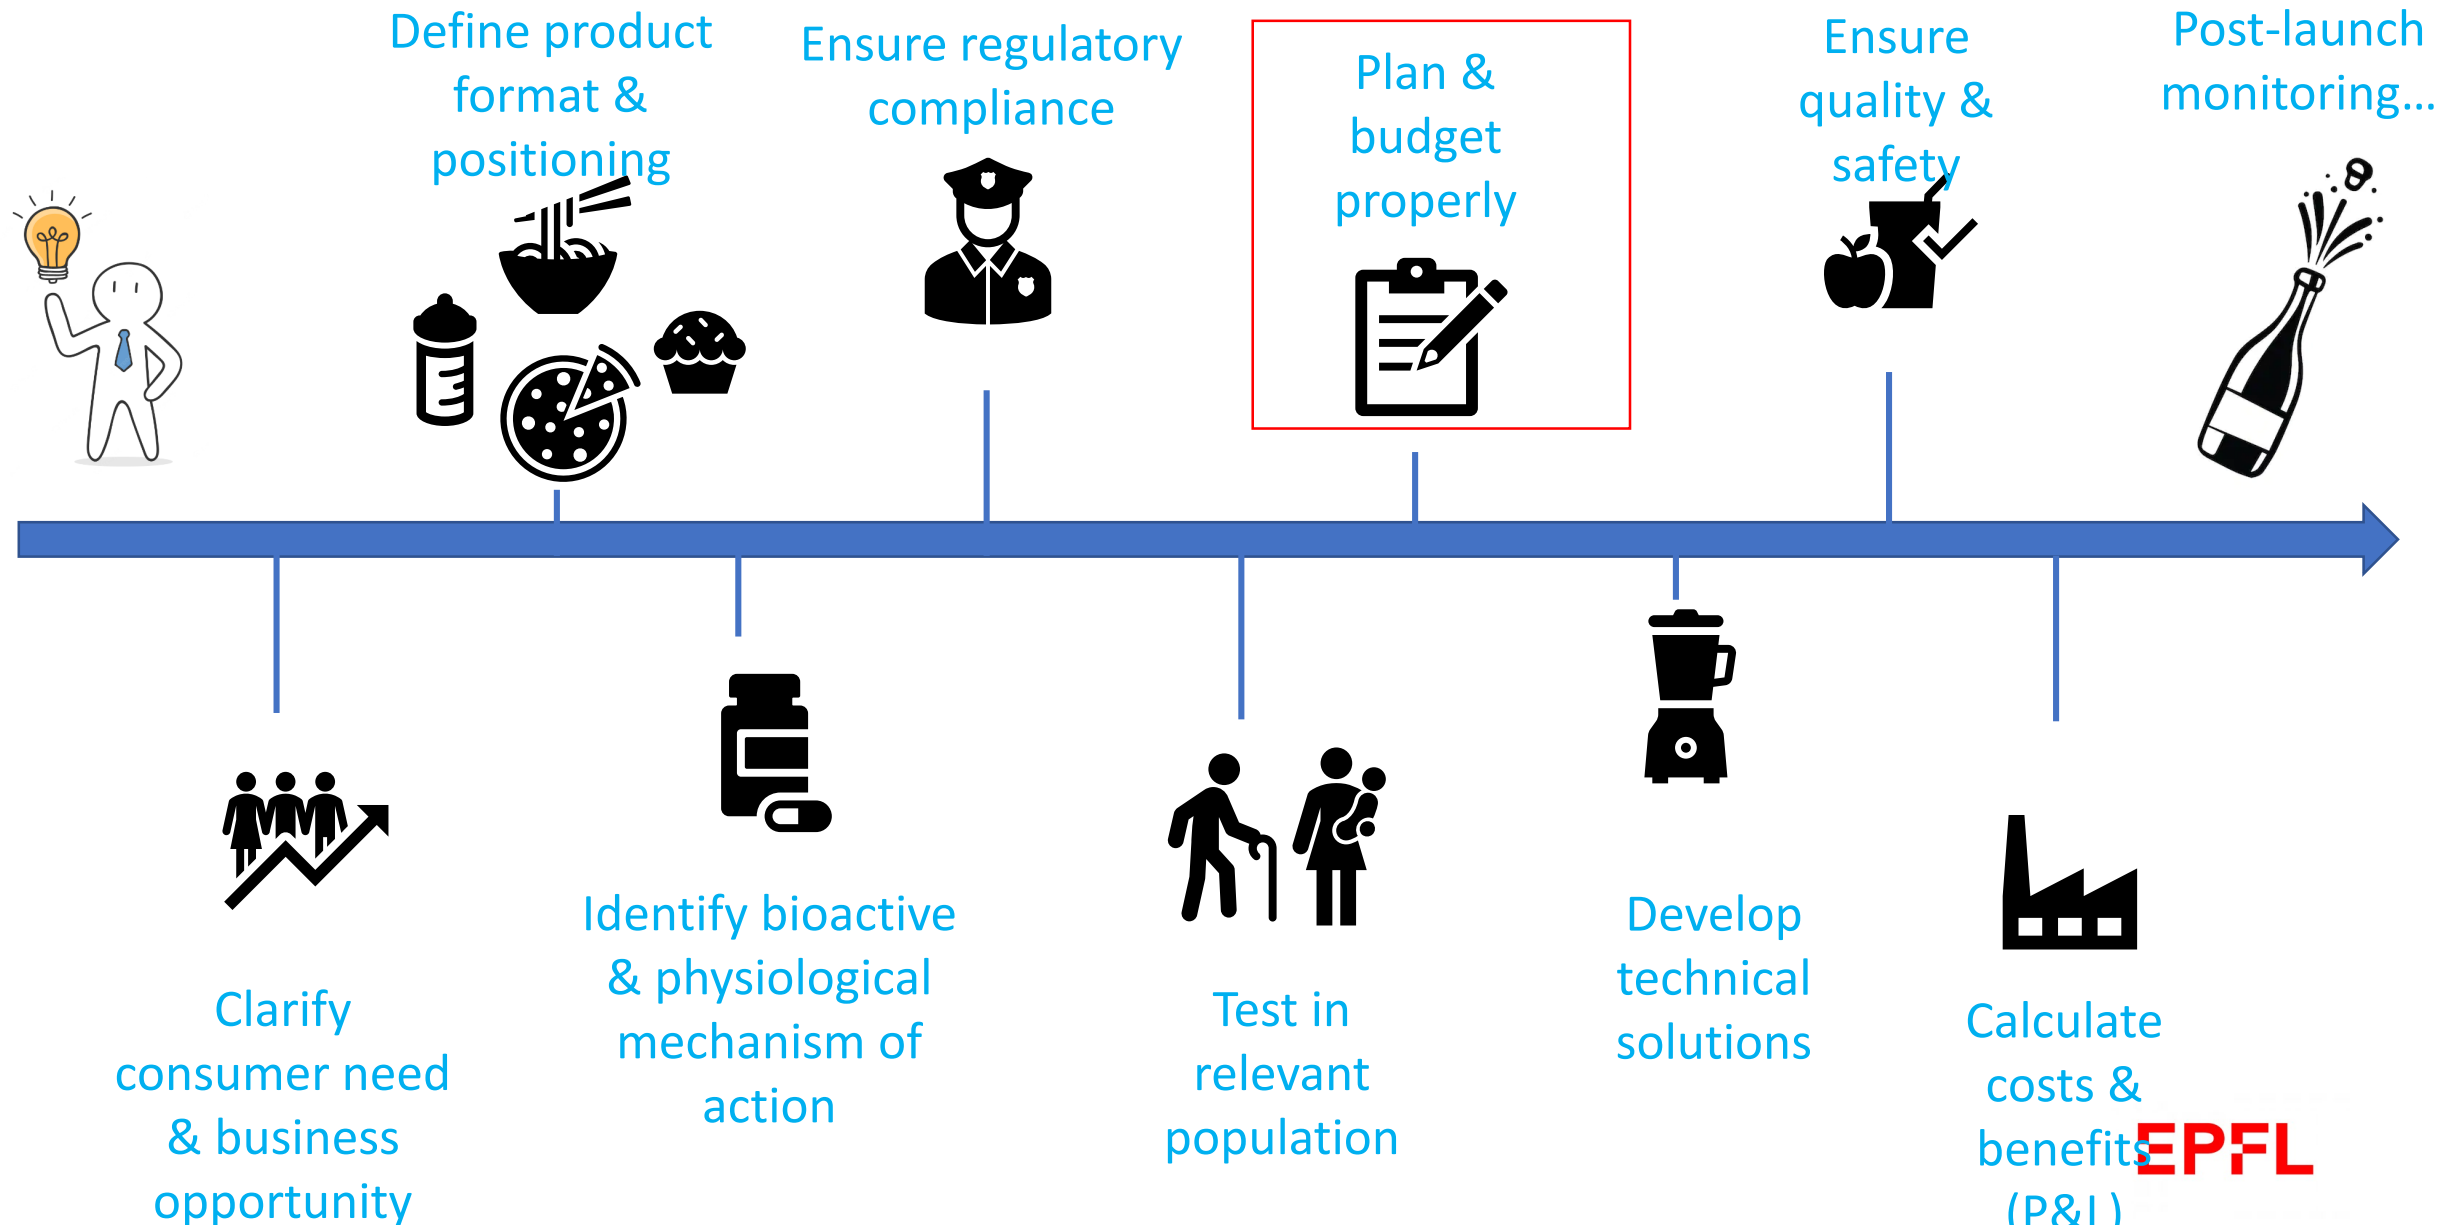 Define product
format &
positioning
Ensure regulatory
compliance
Plan &
budget
properly
Ensure
quality &
safety
Post-launch
monitoring...
Clarify
consumer need
& business
opportunity
Identify bioactive
& physiological
mechanism of
action
Test in
relevant
population
Develop
technical
solutions
Calculate
costs &
benefits
(P&L)
EPFL